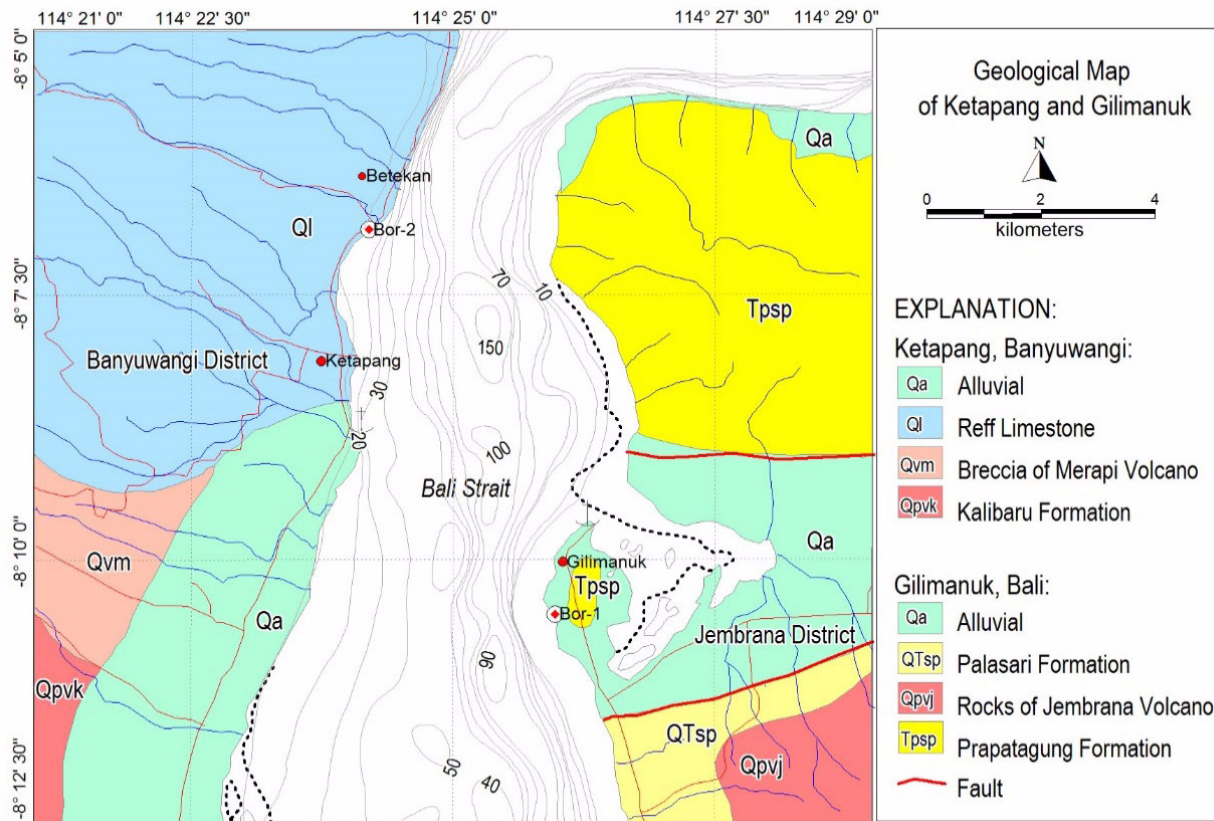 114° 21' 0" 114° 22' 30" 114° 25' 0" 114° 27' 30" 114° 29' 0"
-8° 5' 0"
-8° 7' 30"
-8° 10' 0"
-8° 12' 30"
Qa
Betekan
Ql
Bor-2
70
10
Tpsp
150
Banyuwangi District
Ketapang
30
20
100
Bali Strait
Qvm
Qa
Gilimanuk
Tpsp
Qa
Bor-1
Jembrana District
90
Qpvk
QTsp
Qpvj
50
40
Geological Map
of Ketapang and Gilimanuk
N
0 2 4
kilometers
EXPLANATION:
Ketapang, Banyuwangi:
Qa Alluvial
Ql Reff Limestone
Qvm Breccia of Merapi Volcano
Qpvk Kalibaru Formation
Gilimanuk, Bali:
Qa Alluvial
QTsp Palasari Formation
Qpvj Rocks of Jembrana Volcano
Tpsp Prapatagung Formation
Fault